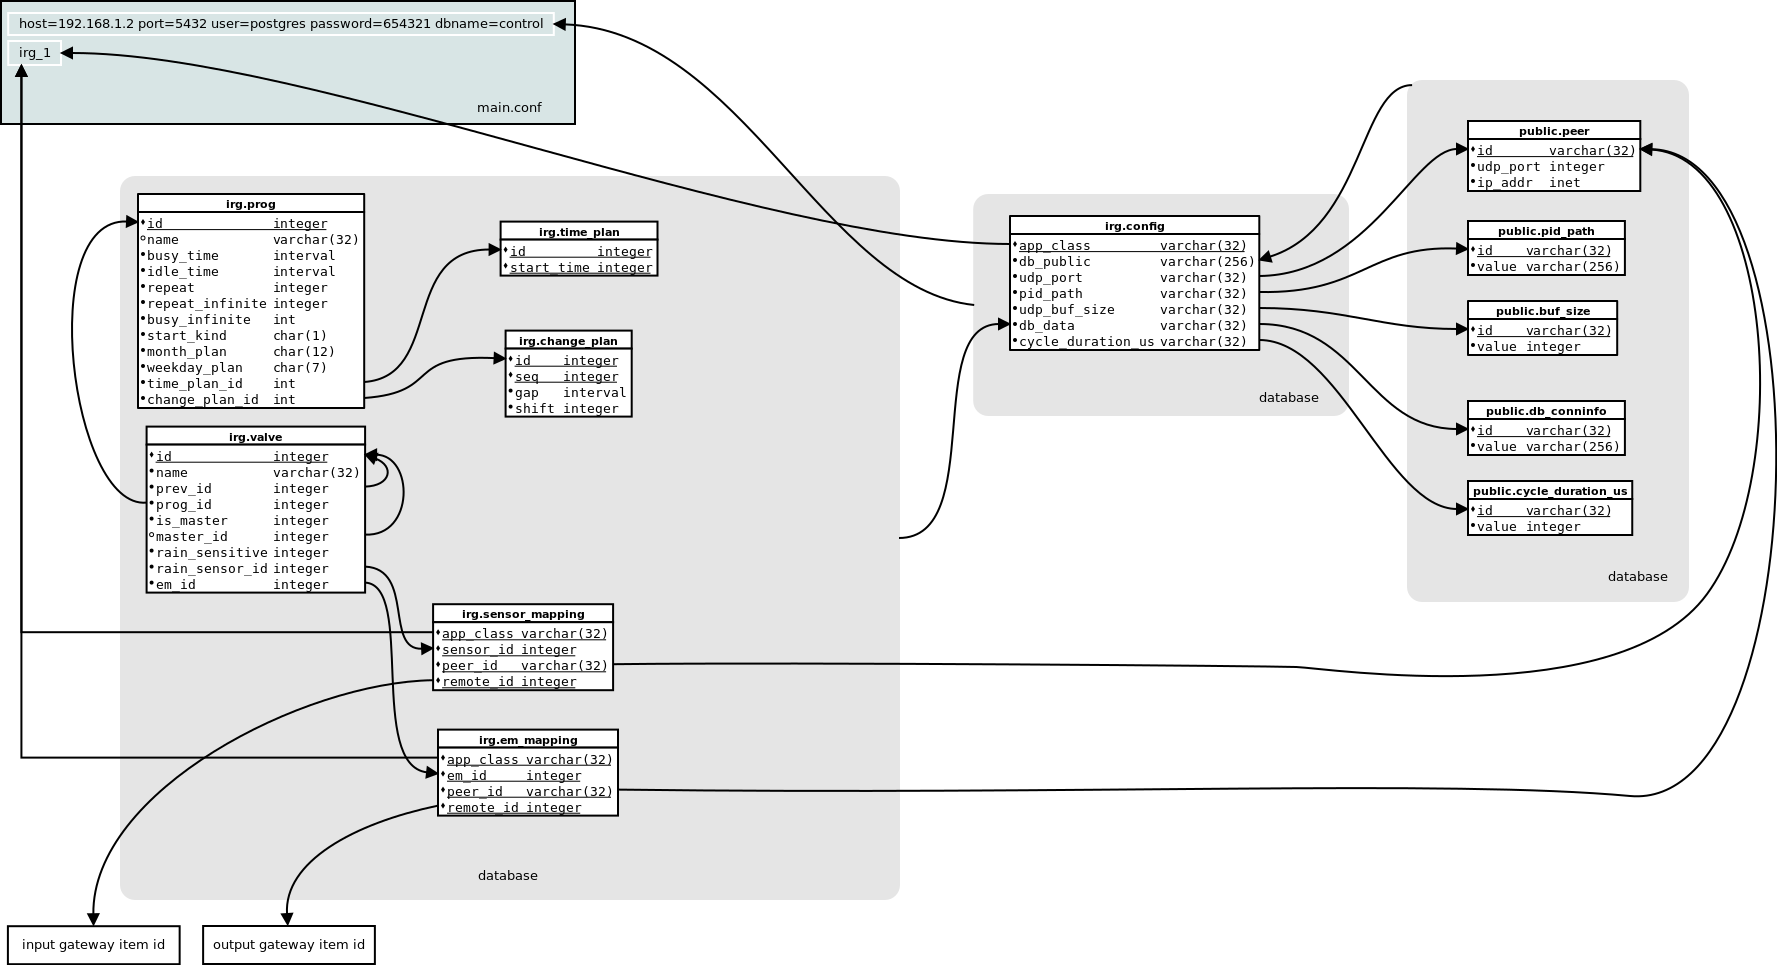 host=192.168.1.2 port=5432 user=postgres password=654321 dbname=control
irg_1
main.conf
irg.prog
id integer
name varchar(32)
busy_time interval
idle_time interval
repeat integer
repeat_infinite integer
busy_infinite int
start_kind char(1)
month_plan char(12)
weekday_plan char(7)
time_plan_id int
change_plan_id int
irg.time_plan
id integer
start_time integer
irg.change_plan
id integer
seq integer
gap interval
shift integer
irg.valve
id integer
name varchar(32)
prev_id integer
prog_id integer
is_master integer
master_id integer
rain_sensitive integer
rain_sensor_id integer
em_id integer
irg.sensor_mapping
app_class varchar(32)
sensor_id integer
peer_id varchar(32)
remote_id integer
irg.em_mapping
app_class varchar(32)
em_id integer
peer_id varchar(32)
remote_id integer
database
input gateway item id
output gateway item id
irg.config
app_class varchar(32)
db_public varchar(256)
udp_port varchar(32)
pid_path varchar(32)
udp_buf_size varchar(32)
db_data varchar(32)
cycle_duration_us varchar(32)
database
public.peer
id varchar(32)
udp_port integer
ip_addr inet
public.pid_path
id varchar(32)
value varchar(256)
public.buf_size
id varchar(32)
value integer
public.db_conninfo
id varchar(32)
value varchar(256)
public.cycle_duration_us
id varchar(32)
value integer
database